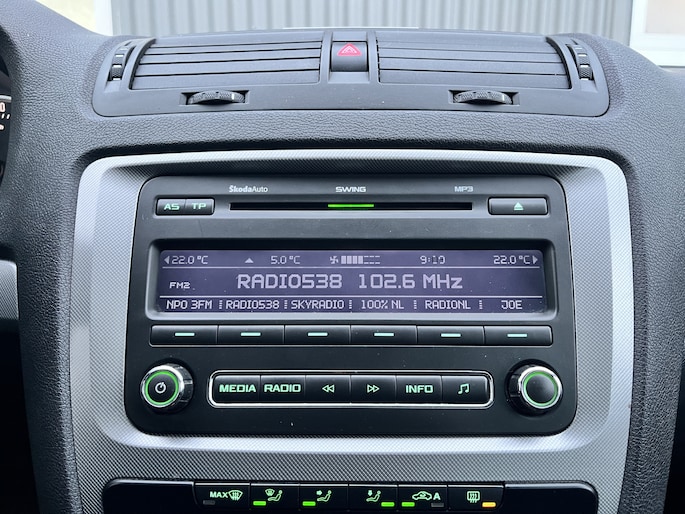 ŠkodaAuto SWING MP3
AS TP
22.0 °C 5.0 °C 9:10 22.0 °C
FM2 RADIO538 102.6 MHz
NPO 3FM RADIO538 SKYRADIO 100% NL RADIONL JOE
MEDIA RADIO INFO
MAX A